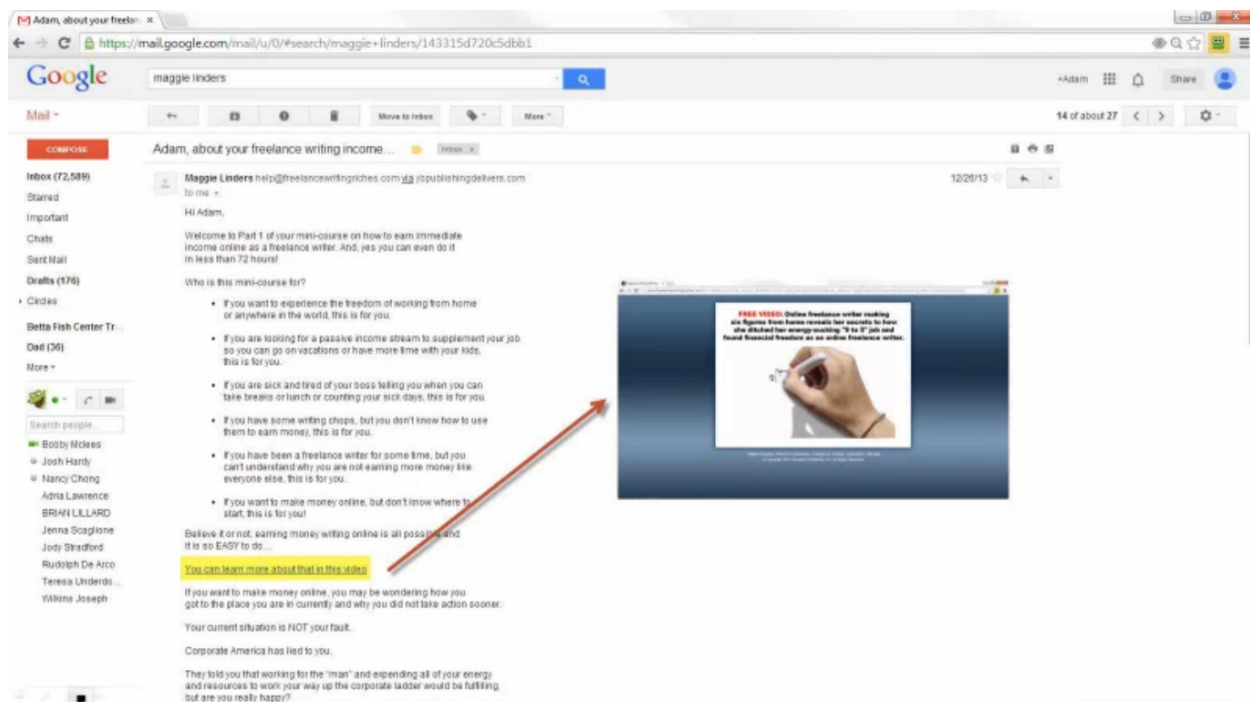 Adam, about your freelan
https://mail.google.com/mail/u/0/#search/maggie+linders/143315d720c5dbb1
Google
maggie linders
+Adam
Share
Mail
Move to Inbox
More
14 of about 27
COMPOSE
Adam, about your freelance writing income...
Inbox x
Inbox (72,589)
Starred
Important
Chats
Sent Mail
Drafts (176)
Circles
Betta Fish Center Tr...
Dad (36)
More
Search people...
Bobby Mclees
Josh Hardy
Nancy Chong
Adria Lawrence
BRIAN LILLARD
Jenna Scaglione
Jody Stradford
Rudolph De Arco
Teresa Underdo...
Willons Joseph
Maggie Linders help@freelancewritingriches.com via
12/26/13
to me
Hi Adam,
Welcome to Part 1 of your mini-course on how to earn immediate
income online as a freelance writer. And, yes you can even do it
in less than 72 hours!
Who is this mini-course for?
• If you want to experience the freedom of working from home
or anywhere in the world, this is for you.
• If you are looking for a passive income stream to supplement your job
so you can go on vacations or have more time with your kids,
this is for you.
• If you are sick and tired of your boss telling you when you can
take breaks or lunch or counting your sick days, this is for you.
• If you have some writing chops, but you don't know how to use
them to earn money, this is for you.
• If you have been a freelance writer for some time, but you
can't understand why you are not earning more money like
everyone else, this is for you.
• If you want to make money online, but don't know where to
start, this is for you!
Believe it or not, earning money writing online is all possible and
it is so EASY to do...
You can learn more about that in this video
If you want to make money online, you may be wondering how you
got to the place you are in currently and why you did not take action sooner.
Your current situation is NOT your fault.
Corporate America has lied to you.
They told you that working for the "man" and expending all of your energy
and resources to work your way up the corporate ladder would be fulfilling,
but are you really happy?
FREE VIDEO: Online freelance writer making
six figures from home reveals her secrets to how
she ditched her energy-sucking "9 to 5" job and
found financial freedom as an online freelance writer.